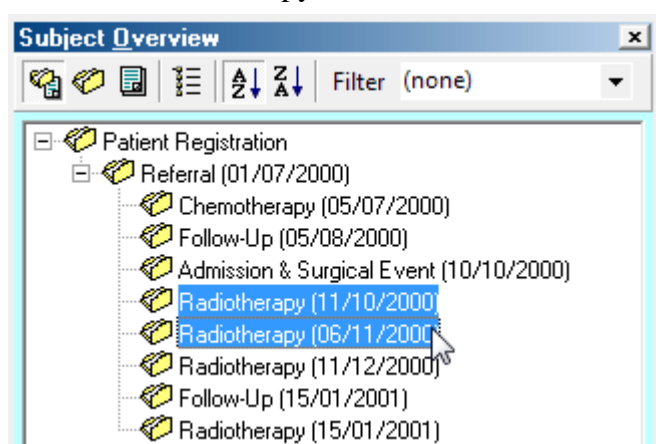 Subject Overview
Filter (none)
Patient Registration
Referral (01/07/2000)
Chemotherapy (05/07/2000)
Follow-Up (05/08/2000)
Admission & Surgical Event (10/10/2000)
Radiotherapy (11/10/2000)
Radiotherapy (06/11/2000)
Radiotherapy (11/12/2000)
Follow-Up (15/01/2001)
Radiotherapy (15/01/2001)